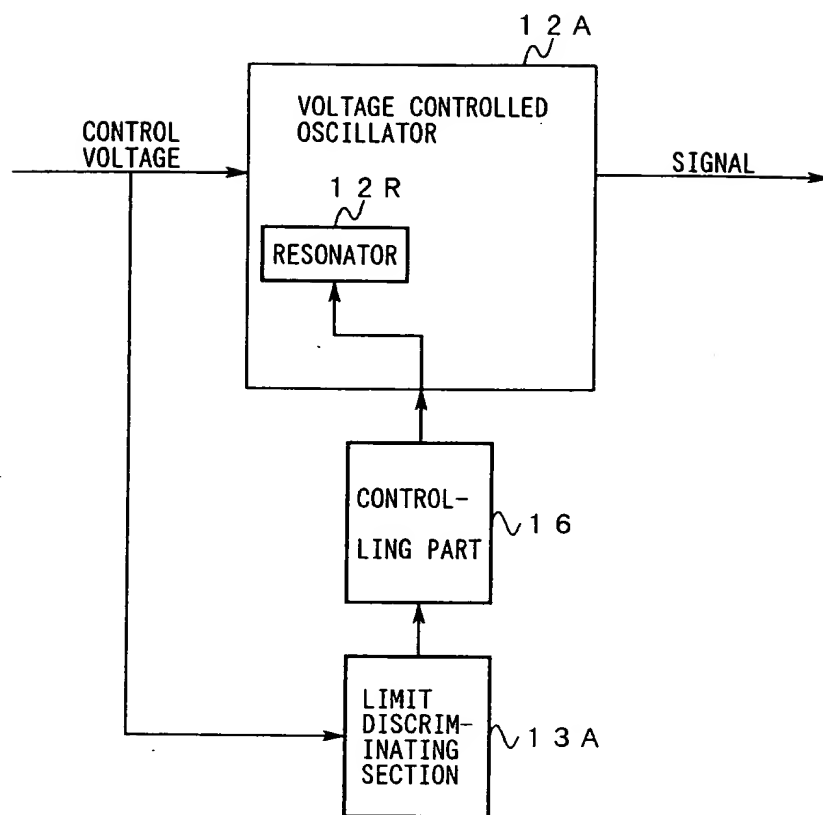 12A
VOLTAGE CONTROLLED
OSCILLATOR
CONTROL
VOLTAGE
SIGNAL
12R
RESONATOR
CONTROL-
LING PART
16
LIMIT
DISCRIM-
INATING
SECTION
13A